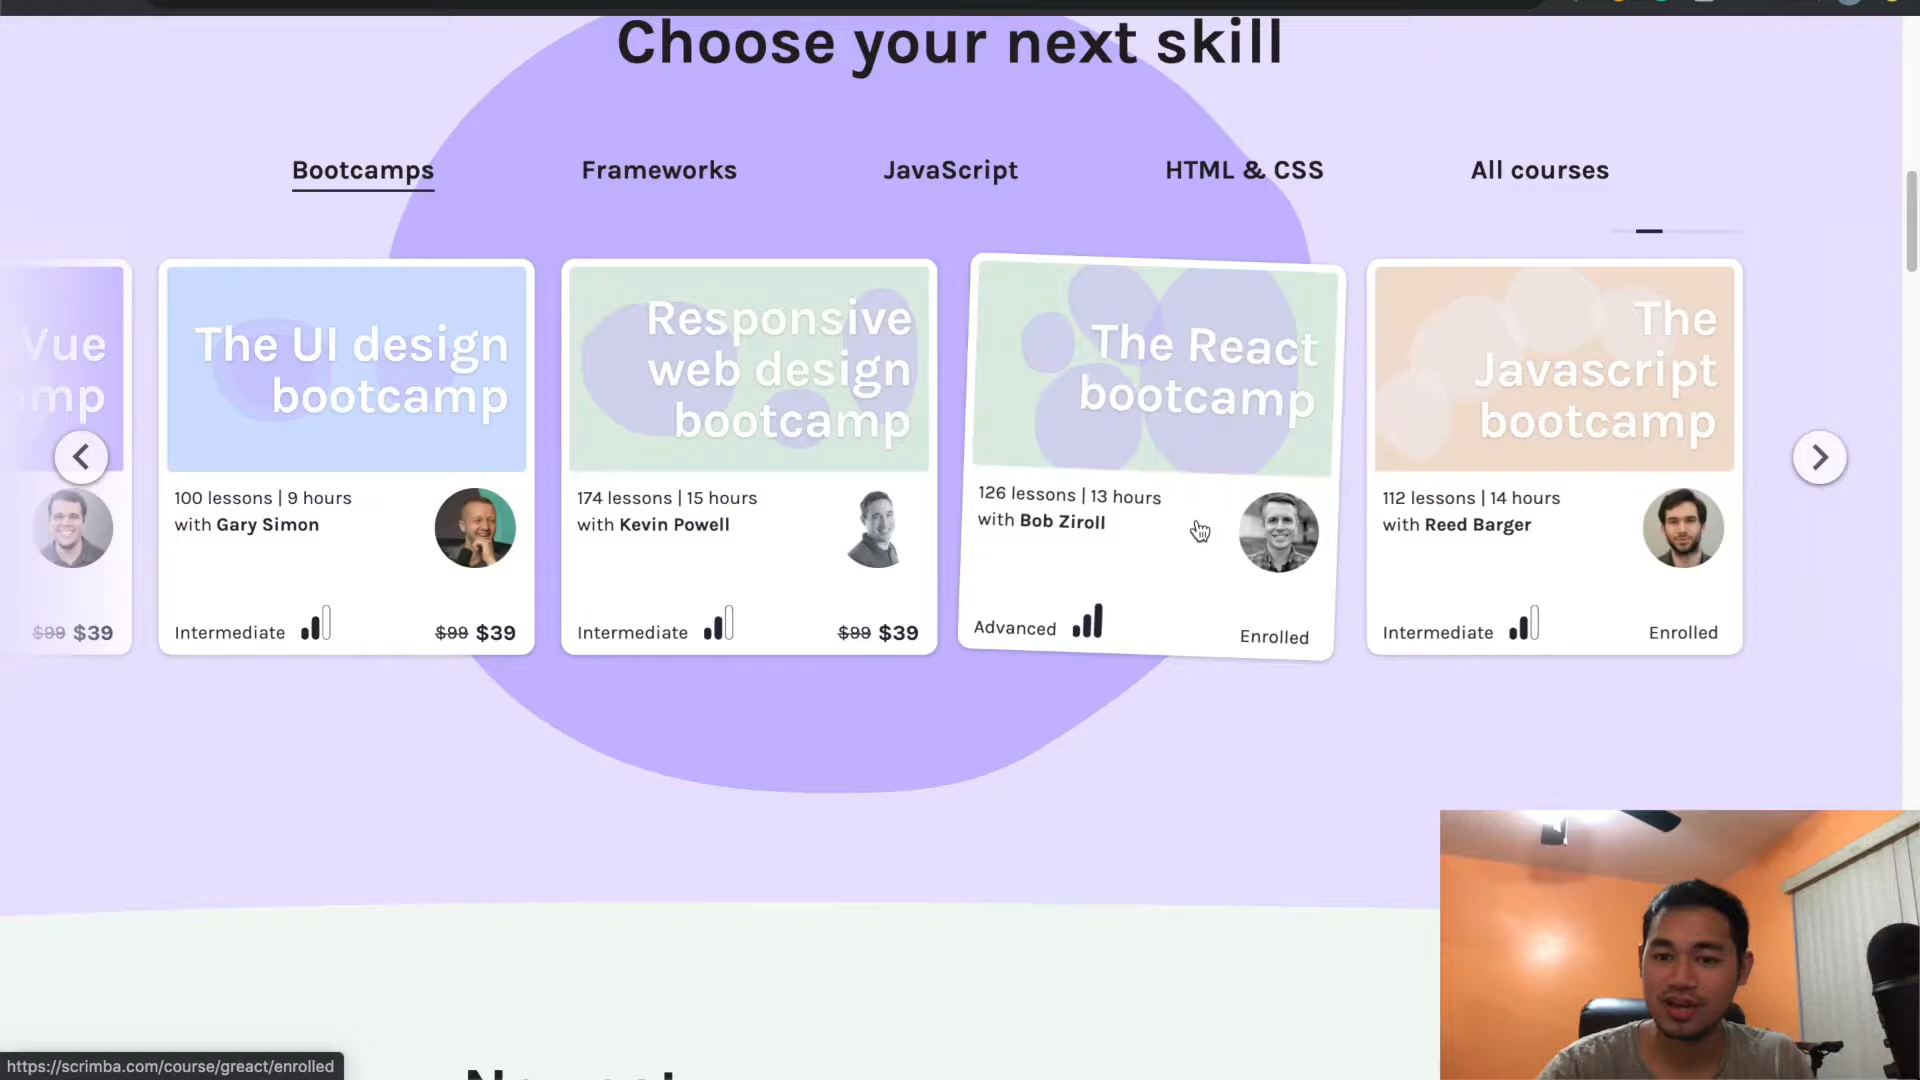 Choose your next skill
Bootcamps
Frameworks
JavaScript
HTML & CSS
All courses
Vue
$99 $39
The UI design
bootcamp
100 lessons | 9 hours
with Gary Simon
Intermediate
$99 $39
Responsive
web design
bootcamp
174 lessons | 15 hours
with Kevin Powell
Intermediate
$99 $39
The React
bootcamp
126 lessons | 13 hours
with Bob Ziroll
Advanced
Enrolled
The
Javascript
bootcamp
112 lessons | 14 hours
with Reed Barger
Intermediate
Enrolled
https://scrimba.com/course/greact/enrolled